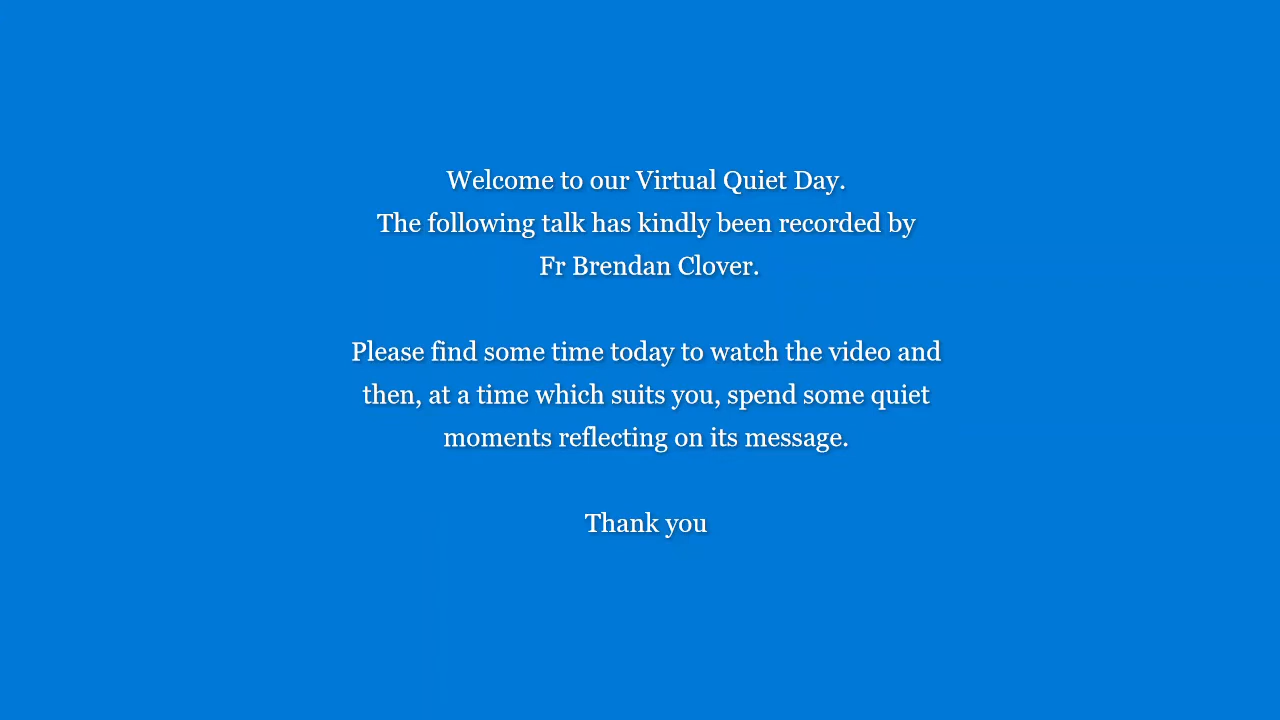 Welcome to our Virtual Quiet Day.
The following talk has kindly been recorded by
Fr Brendan Clover.
Please find some time today to watch the video and
then, at a time which suits you, spend some quiet
moments reflecting on its message.
Thank you